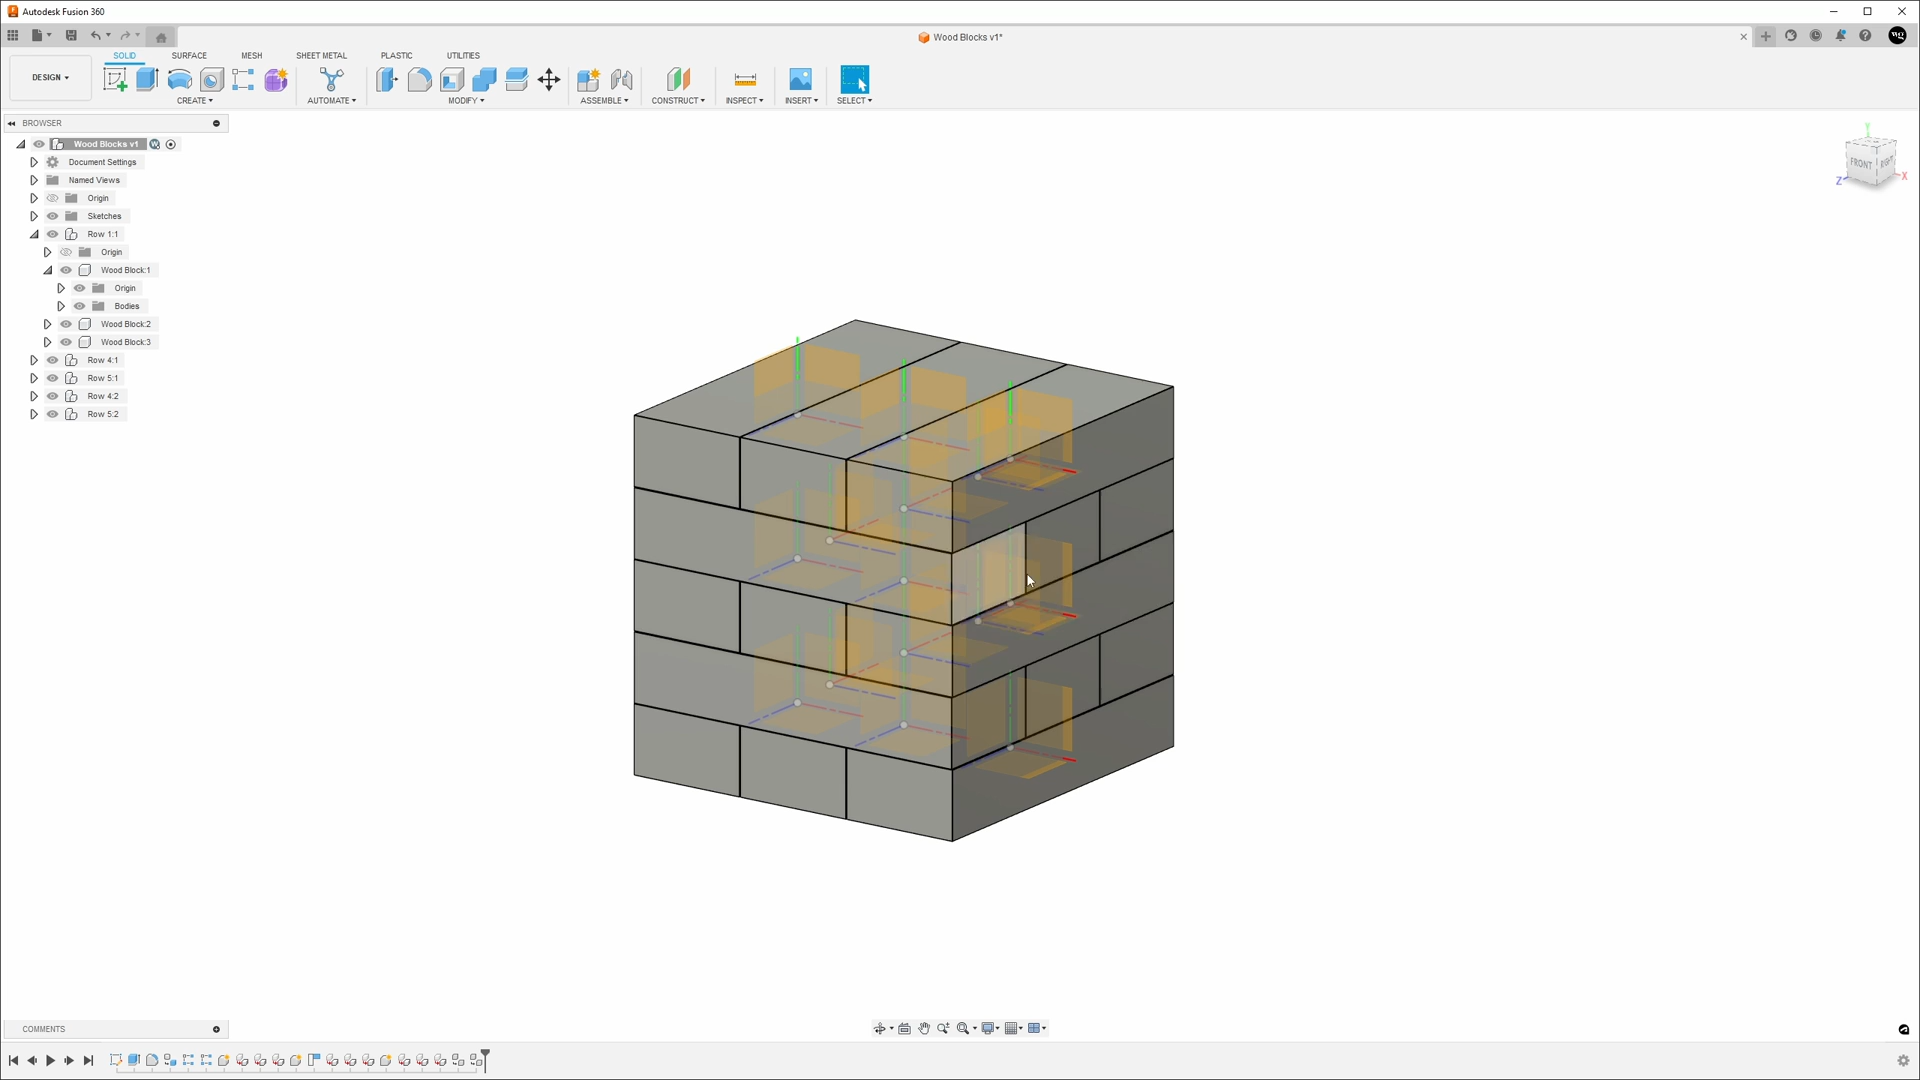 Autodesk Fusion 360
Wood Blocks v1*
SOLID SURFACE MESH SHEET METAL PLASTIC UTILITIES
DESIGN
CREATE AUTOMATE MODIFY ASSEMBLE CONSTRUCT INSPECT INSERT SELECT
BROWSER
Wood Blocks v1
Document Settings
Named Views
Origin
Sketches
Row 1:1
Origin
Wood Block:1
Origin
Bodies
Wood Block:2
Wood Block:3
Row 4:1
Row 5:1
Row 4:2
Row 5:2
Y
FRONT RIGHT
Z X
COMMENTS